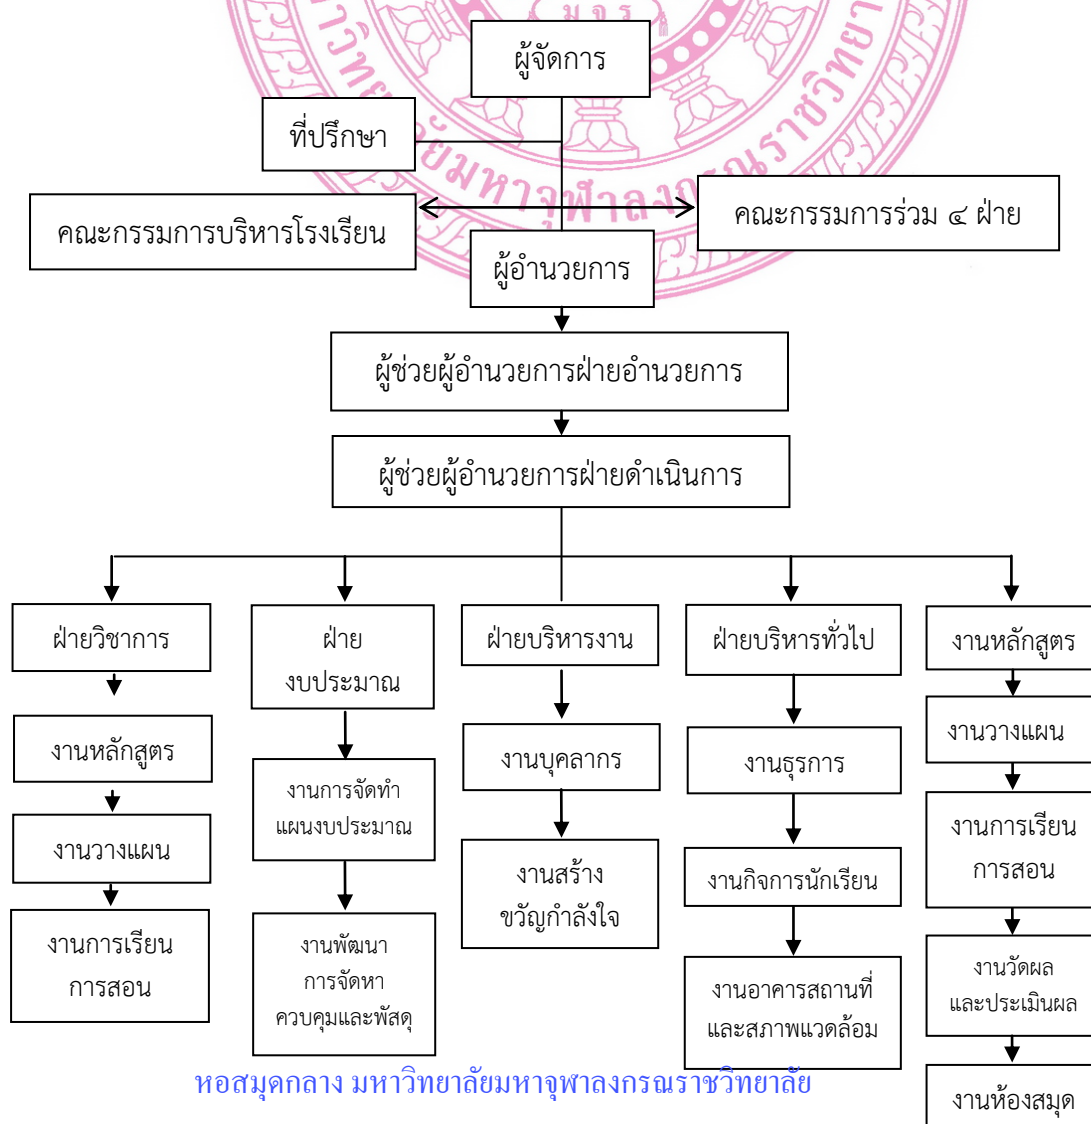 ม จ ร
ผู้จัดการ
ที่ปรึกษา
มหาจุฬาลงกรณราชวิทยา
คณะกรรมการบริหารโรงเรียน
คณะกรรมการร่วม ๔ ฝ่าย
ผู้อำนวยการ
ผู้ช่วยผู้อำนวยการฝ่ายอำนวยการ
ผู้ช่วยผู้อำนวยการฝ่ายดำเนินการ
ฝ่ายวิชาการ
งานหลักสูตร
งานวางแผน
งานการเรียน
การสอน
ฝ่าย
งบประมาณ
งานการจัดทำ
แผนงบประมาณ
งานพัฒนา
การจัดหา
ควบคุมและพัสดุ
ฝ่ายบริหารงาน
งานบุคลากร
งานสร้าง
ขวัญกำลังใจ
ฝ่ายบริหารทั่วไป
งานธุรการ
งานกิจการนักเรียน
งานอาคารสถานที่
และสภาพแวดล้อม
งานหลักสูตร
งานวางแผน
งานการเรียน
การสอน
งานวัดผล
และประเมินผล
งานห้องสมุด
หอสมุดกลาง มหาวิทยาลัยมหาจุฬาลงกรณราชวิทยาลัย